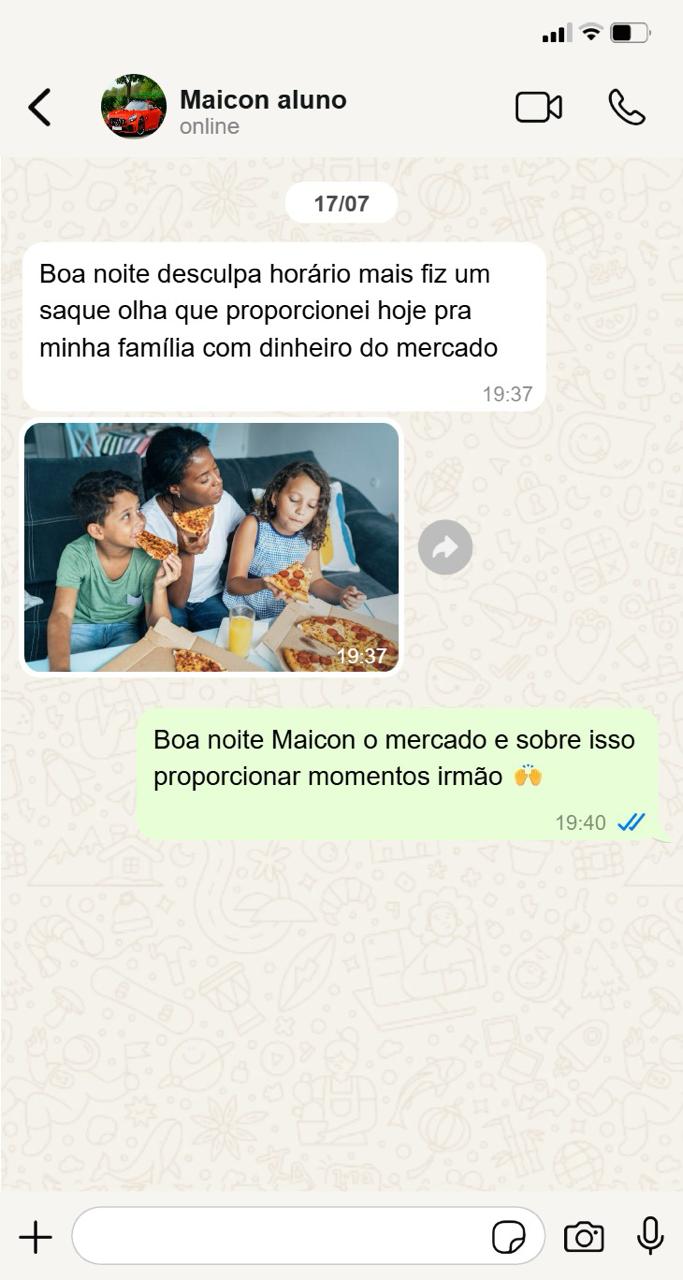 Maicon aluno
online
17/07
Boa noite desculpa horário mais fiz um
saque olha que proporcionei hoje pra
minha família com dinheiro do mercado
19:37
19:37
Boa noite Maicon o mercado e sobre isso
proporcionar momentos irmão 🙌
19:40